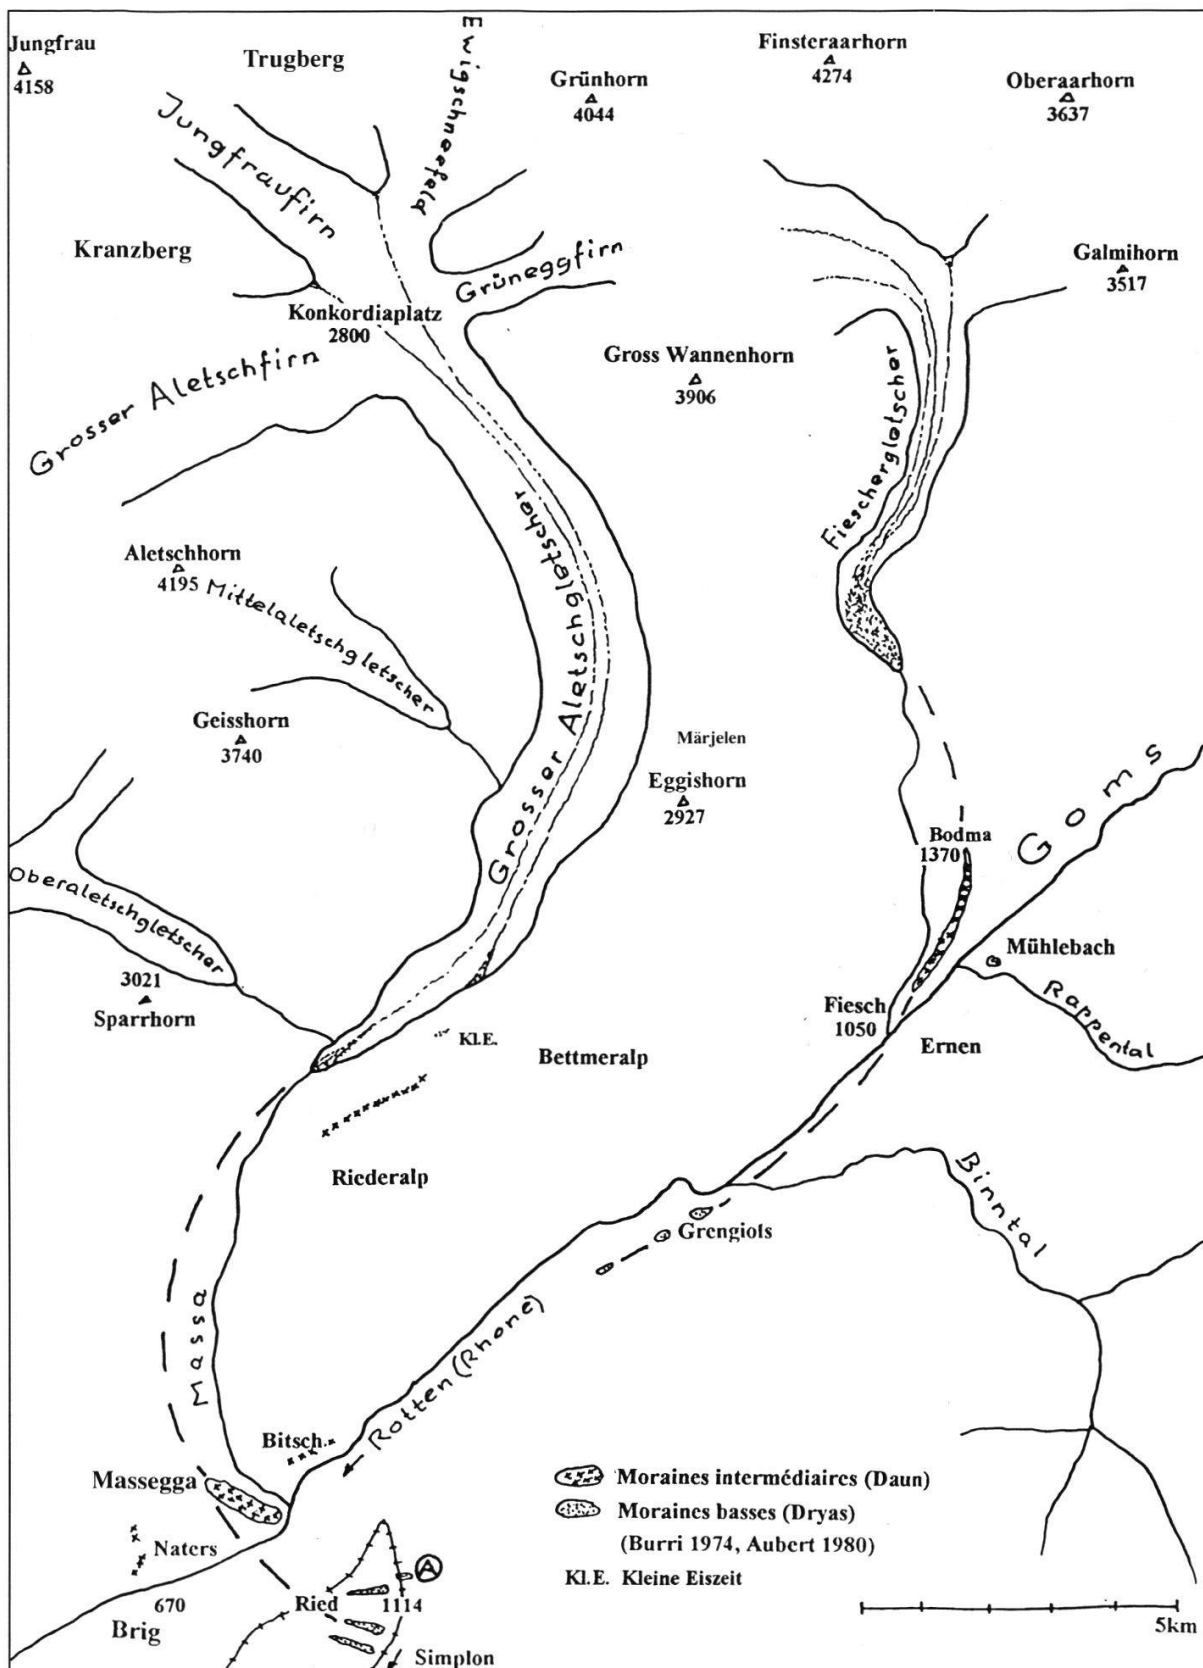 Jungfrau
4158
Trugberg
Ewigschneefeld
Grünhorn
4044
Finsteraarhorn
4274
Oberaarhorn
3637
Jungfraufirn
Kranzberg
Grüneggfirn
Galmihorn
3517
Konkordiaplatz
2800
Grosser Aletschfirn
Gross Wannenhorn
3906
Fieschergletscher
Grosser Aletschgletscher
Aletschhorn
4195
Mittelaletschgletscher
Geisshorn
3740
Märjelen
Eggishorn
2927
Goms
Bodma
1370
Oberaletschgletscher
3021
Sparrhorn
Mühlebach
Rappental
Fiesch
1050
Ernen
Kl.E.
Bettmeralp
Riederalp
Binntal
Grengiols
Massa
Rotten (Rhone)
Bitsch
Massegga
Naters
670
Brig
Ried
1114
A
Simplon
Moraines intermédiaires (Daun)
Moraines basses (Dryas)
(Burri 1974, Aubert 1980)
Kl.E. Kleine Eiszeit
5km